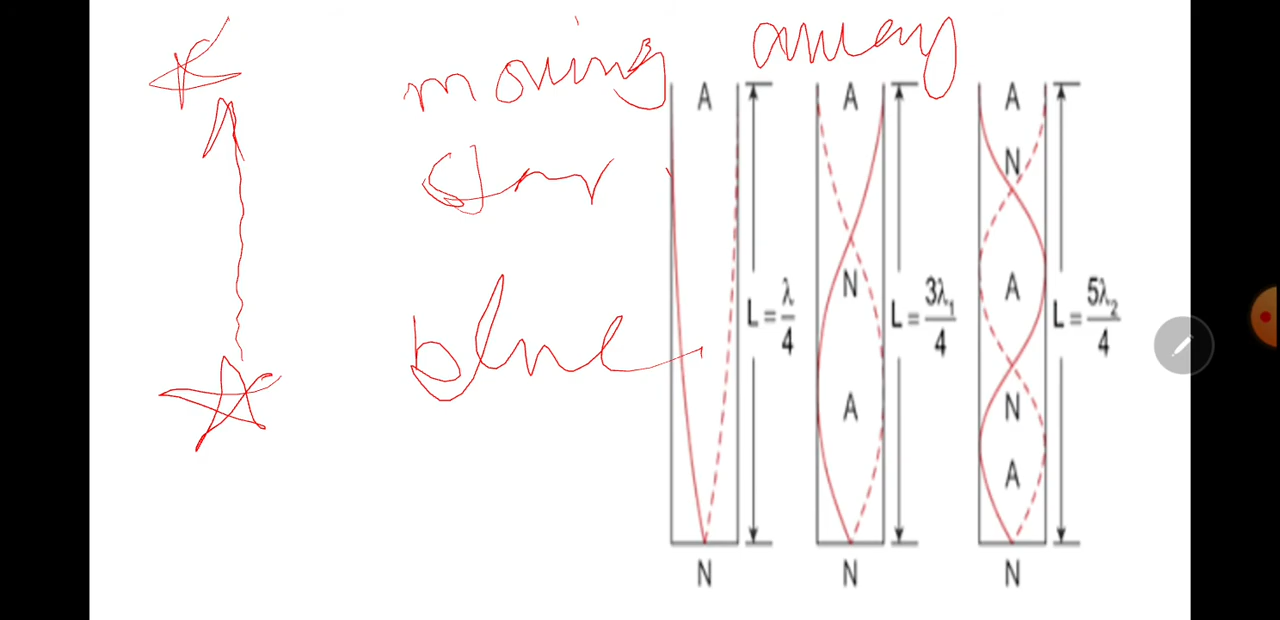 moving away
star
blue
A A A
N
N A L = λ/4 L = 3λ₁/4 L = 5λ₂/4
A N
A
N N N